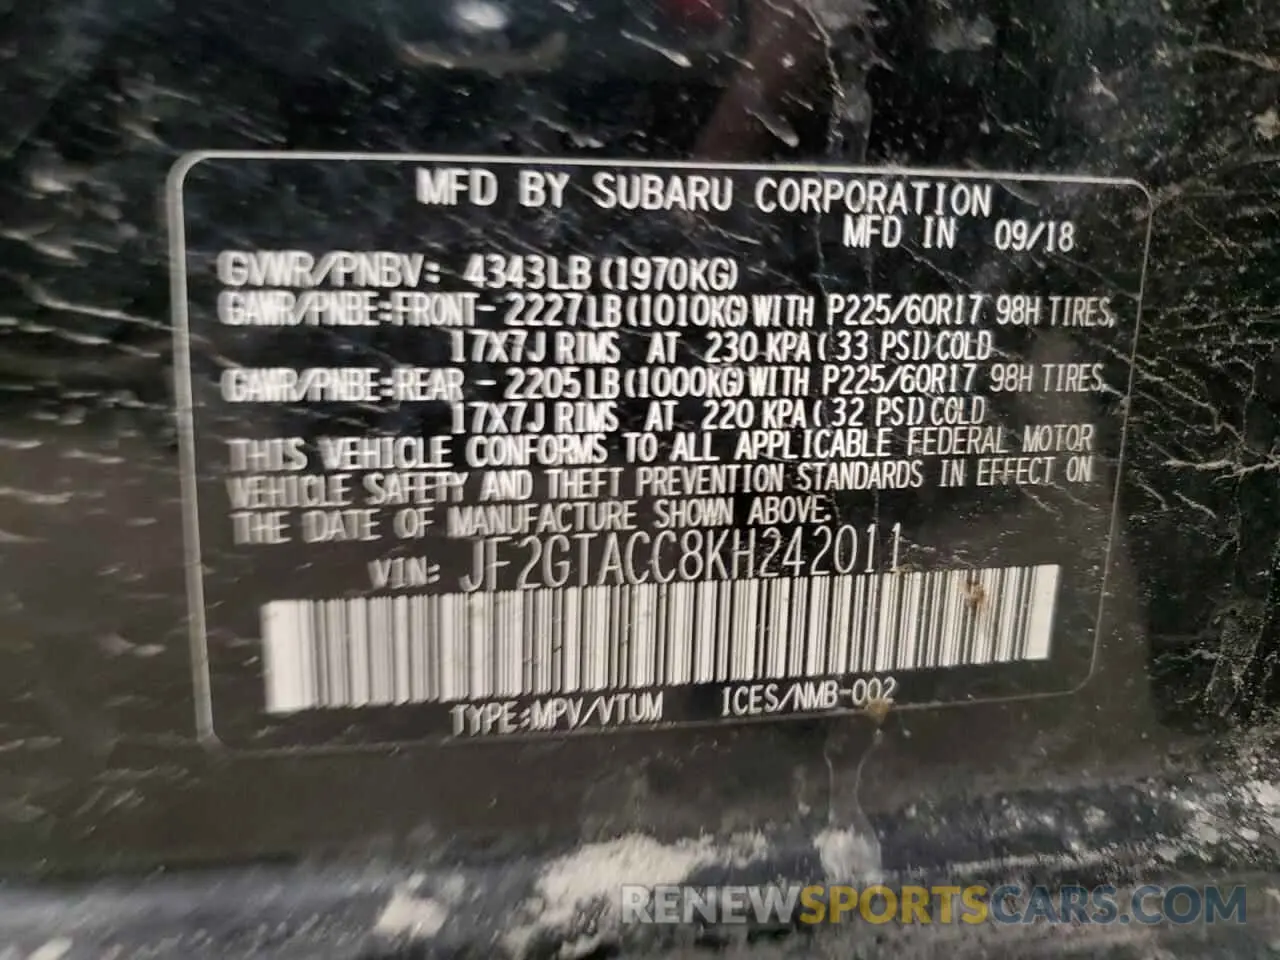 MFD BY SUBARU CORPORATION
MFD IN 09/18
GVWR/PNBV: 4343LB (1970KG)
GAWR/PNBE:FRONT- 2227LB (1010KG) WITH P225/60R17 98H TIRES,
17X7J RIMS AT 230 KPA ( 33 PSI) COLD
GAWR/PNBE:REAR - 2205LB (1000KG) WITH P225/60R17 98H TIRES,
17X7J RIMS AT 220 KPA ( 32 PSI) COLD
THIS VEHICLE CONFORMS TO ALL APPLICABLE FEDERAL MOTOR
VEHICLE SAFETY AND THEFT PREVENTION STANDARDS IN EFFECT ON
THE DATE OF MANUFACTURE SHOWN ABOVE.
VIN: JF2GTACC8KH242011
TYPE:MPV/VTUM ICES/NMB-002
RENEWSPORTSCARS.COM